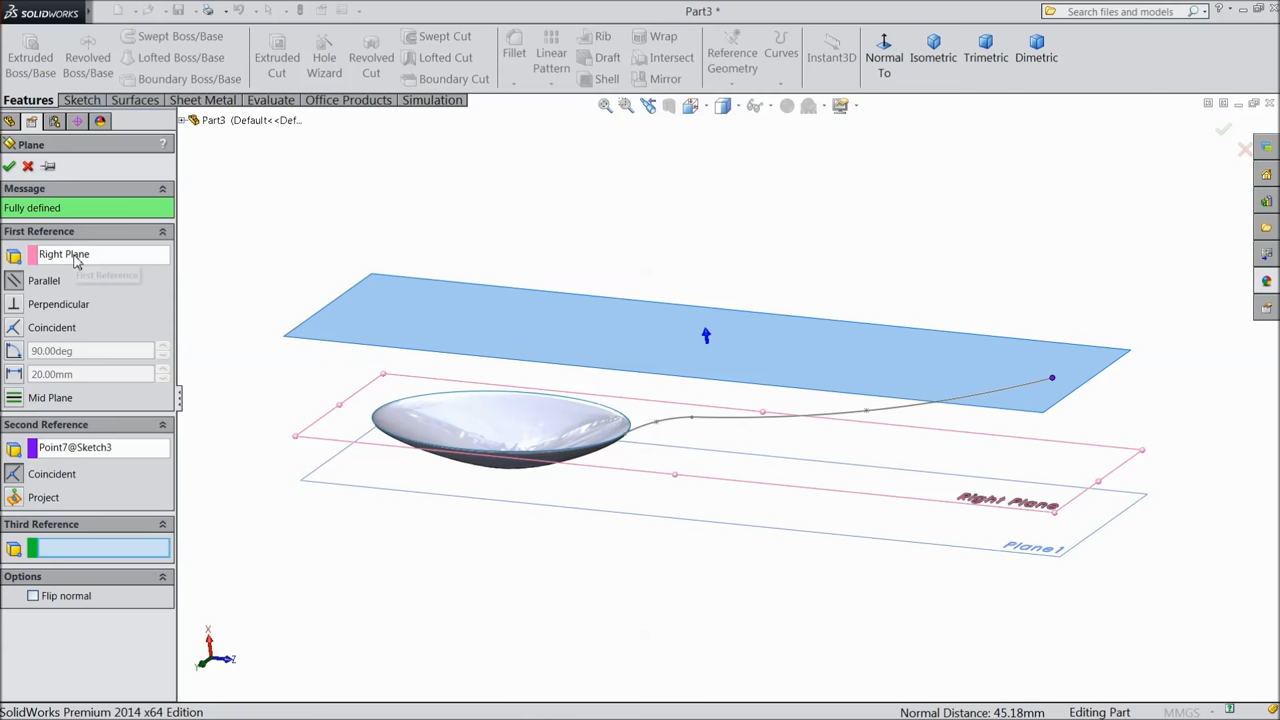 SOLIDWORKS
Part3 *
Search files and models
Extruded Boss/Base
Revolved Boss/Base
Swept Boss/Base
Lofted Boss/Base
Boundary Boss/Base
Extruded Cut
Hole Wizard
Revolved Cut
Swept Cut
Lofted Cut
Boundary Cut
Fillet
Linear Pattern
Rib
Draft
Shell
Wrap
Intersect
Mirror
Reference Geometry
Curves
Instant3D
Normal To
Isometric
Trimetric
Dimetric
Features
Sketch
Surfaces
Sheet Metal
Evaluate
Office Products
Simulation
Part3 (Default<<Def...
Plane
?
Message
Fully defined
First Reference
Right Plane
First Reference
Parallel
Perpendicular
Coincident
90.00deg
20.00mm
Mid Plane
Second Reference
Point7@Sketch3
Coincident
Project
Third Reference
Options
Flip normal
Right Plane
Plane1
X
Y
Z
SolidWorks Premium 2014 x64 Edition
Normal Distance: 45.18mm
Editing Part
MMGS